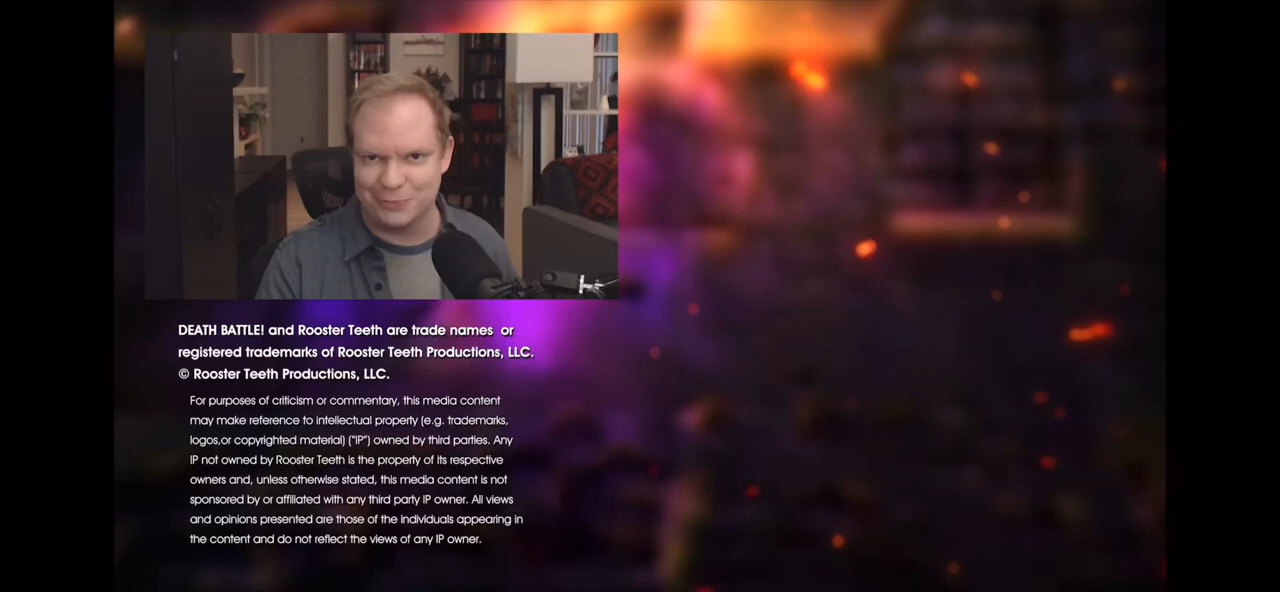 DEATH BATTLE! and Rooster Teeth are trade names or
registered trademarks of Rooster Teeth Productions, LLC.
© Rooster Teeth Productions, LLC.
For purposes of criticism or commentary, this media content
may make reference to intellectual property (e.g. trademarks,
logos,or copyrighted material) ("IP") owned by third parties. Any
IP not owned by Rooster Teeth is the property of its respective
owners and, unless otherwise stated, this media content is not
sponsored by or affiliated with any third party IP owner. All views
and opinions presented are those of the individuals appearing in
the content and do not reflect the views of any IP owner.